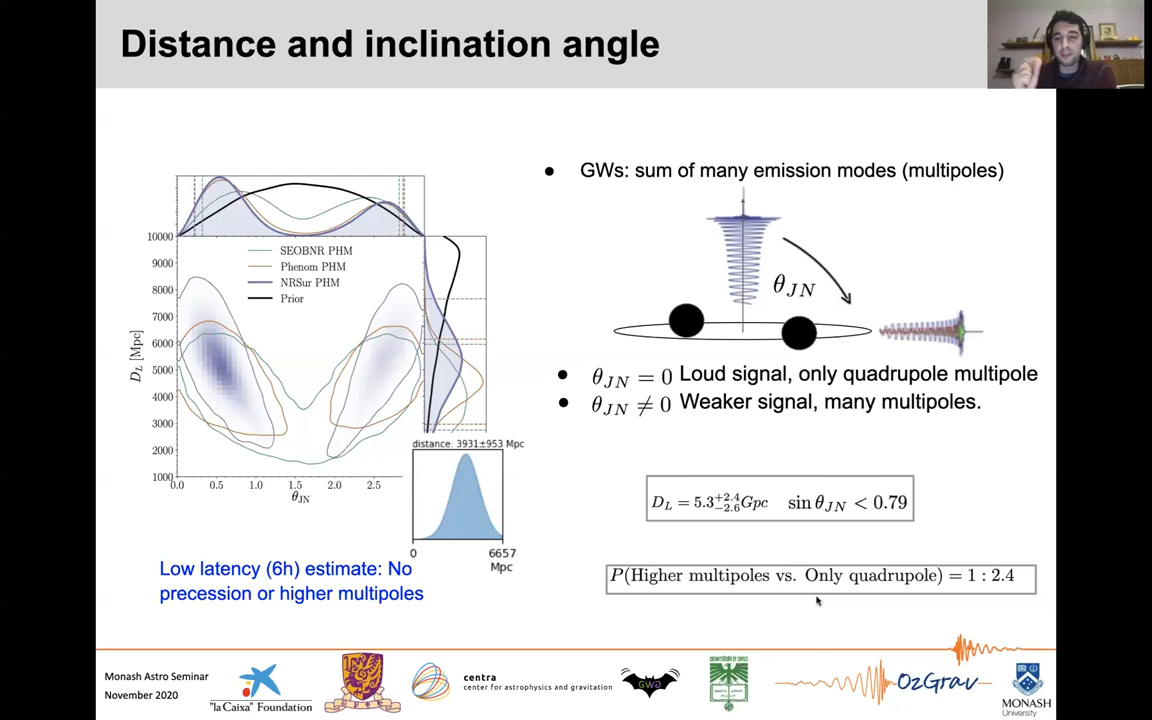 Distance and inclination angle
10000
9000
8000
7000
6000
5000
4000
3000
2000
1000
D_L [Mpc]
0.0 0.5 1.0 1.5 2.0 2.5
θ_JN
SEOBNR PHM
Phenom PHM
NRSur PHM
Prior
distance: 3931±953 Mpc
0 6657
Mpc
Low latency (6h) estimate: No
precession or higher multipoles
● GWs: sum of many emission modes (multipoles)
θ_JN
● θ_JN = 0 Loud signal, only quadrupole multipole
● θ_JN ≠ 0 Weaker signal, many multipoles.
D_L = 5.3^{+2.4}_{-2.6} Gpc sin θ_JN < 0.79
P(Higher multipoles vs. Only quadrupole) = 1 : 2.4
Monash Astro Seminar
November 2020
"la Caixa" Foundation
centra
center for astrophysics and gravitation
GWG
OzGrav
MONASH
University